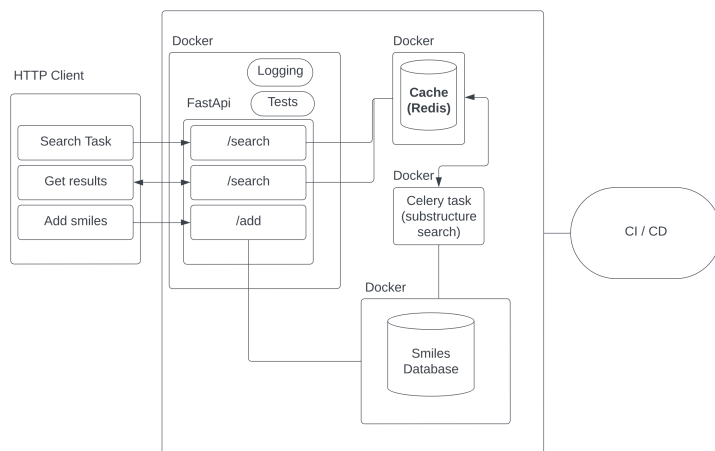 HTTP Client
Search Task
Get results
Add smiles
Docker
Logging
FastApi
Tests
/search
/search
/add
Docker
Cache
(Redis)
Docker
Celery task
(substructure
search)
Docker
Smiles
Database
CI / CD